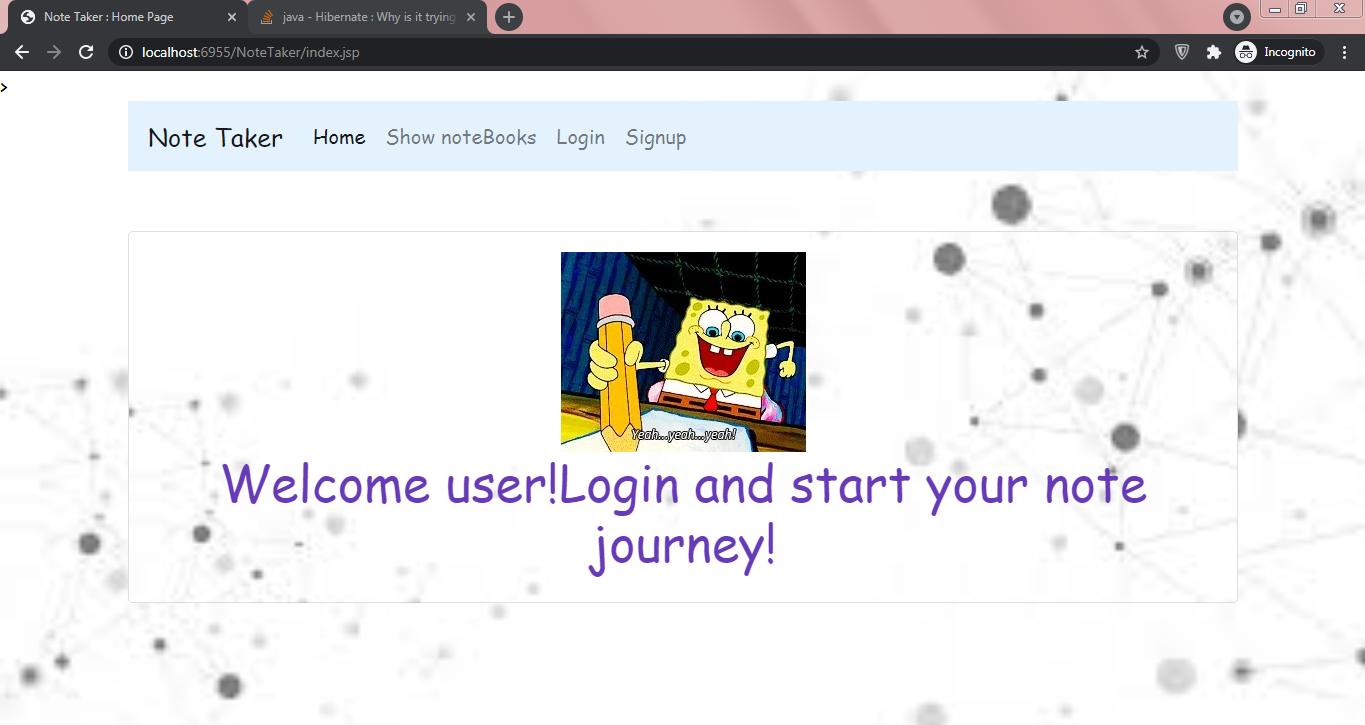 Note Taker : Home Page
java - Hibernate : Why is it trying
localhost:6955/NoteTaker/index.jsp
Incognito
>
Note Taker Home Show noteBooks Login Signup
Yeah...yeah...yeah!
Welcome user!Login and start your note
journey!